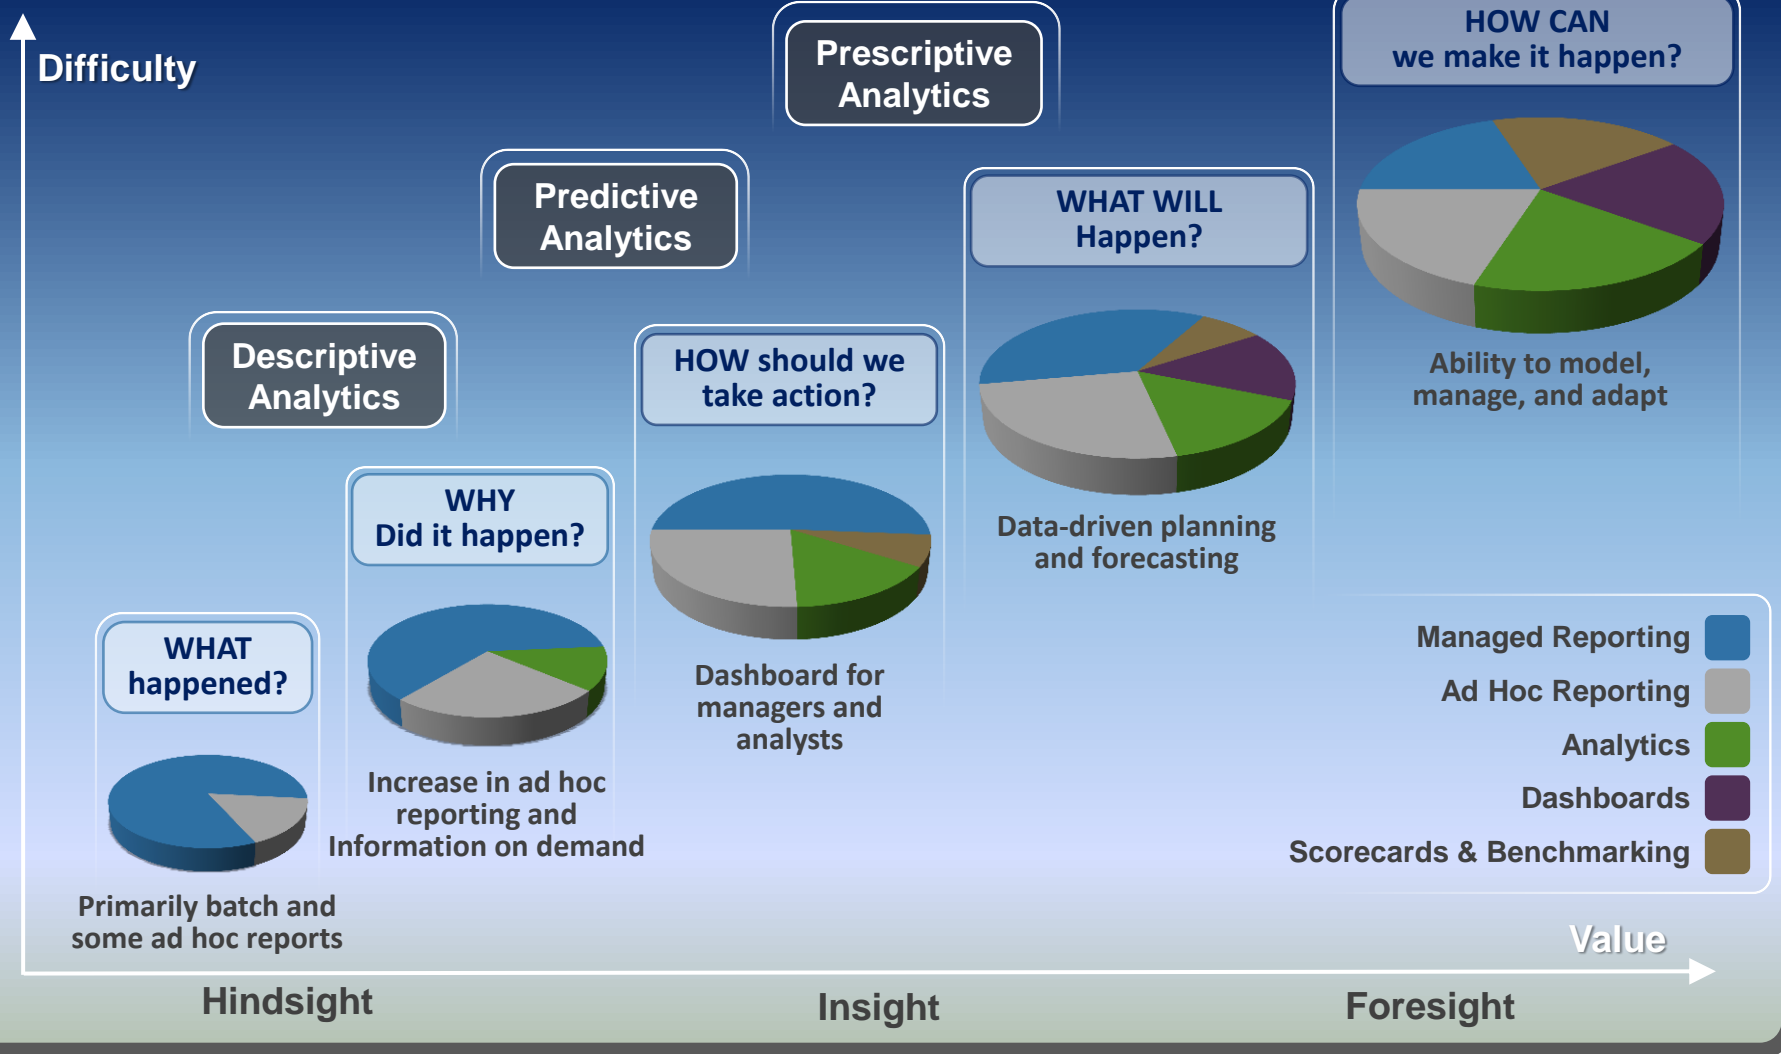 Difficulty
Prescriptive
Analytics
HOW CAN
we make it happen?
Predictive
Analytics
WHAT WILL
Happen?
Descriptive
Analytics
HOW should we
take action?
Ability to model,
manage, and adapt
WHY
Did it happen?
Data-driven planning
and forecasting
WHAT
happened?
Dashboard for
managers and
analysts
Increase in ad hoc
reporting and
Information on demand
Primarily batch and
some ad hoc reports
Managed Reporting
Ad Hoc Reporting
Analytics
Dashboards
Scorecards & Benchmarking
Value
Hindsight
Insight
Foresight